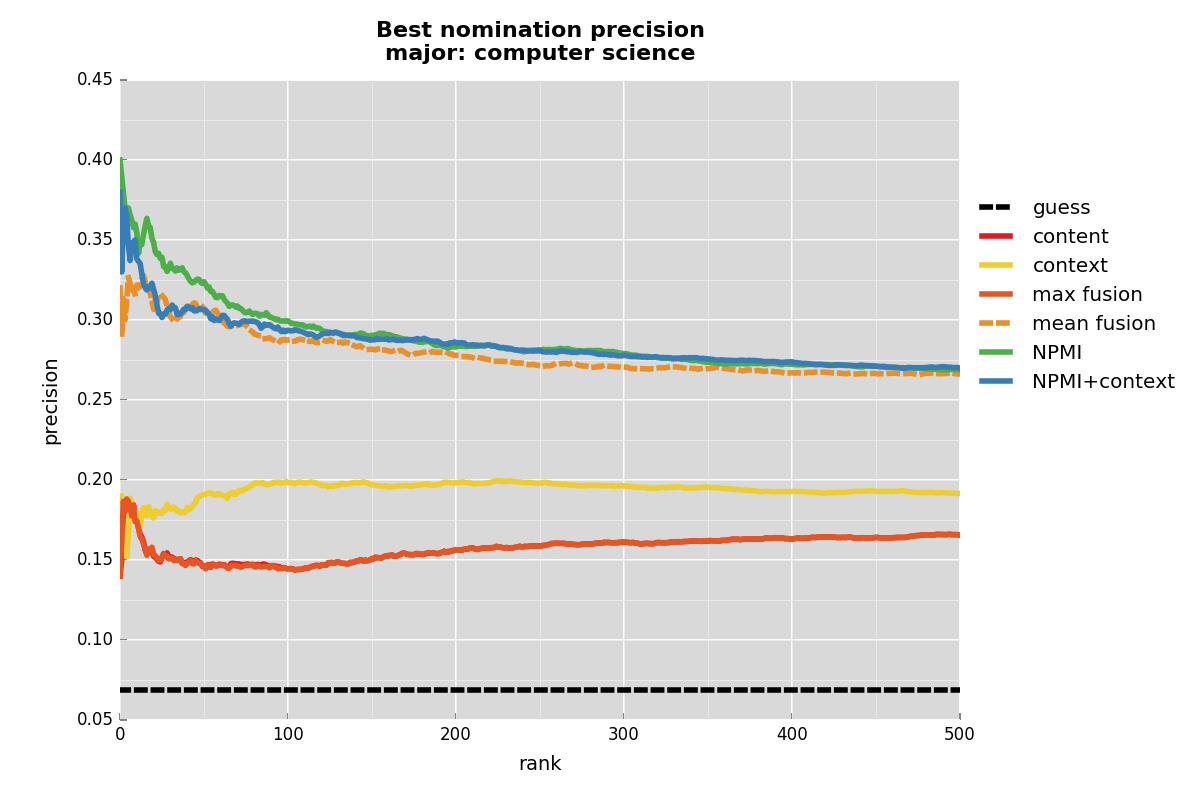 Best nomination precision
major: computer science
0.45
0.40
0.35
0.30
0.25
0.20
0.15
0.10
0.05
precision
0 100 200 300 400 500
rank
guess
content
context
max fusion
mean fusion
NPMI
NPMI+context